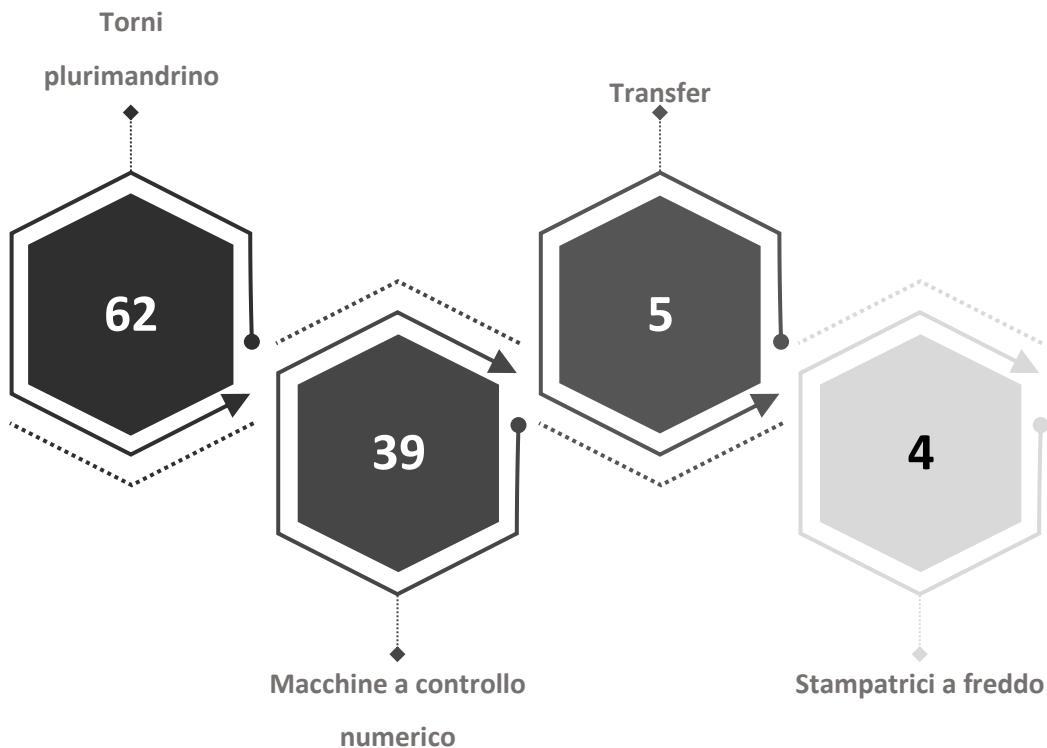 Torni
plurimandrino
62
Macchine a controllo
numerico
39
Transfer
5
Stampatrici a freddo
4